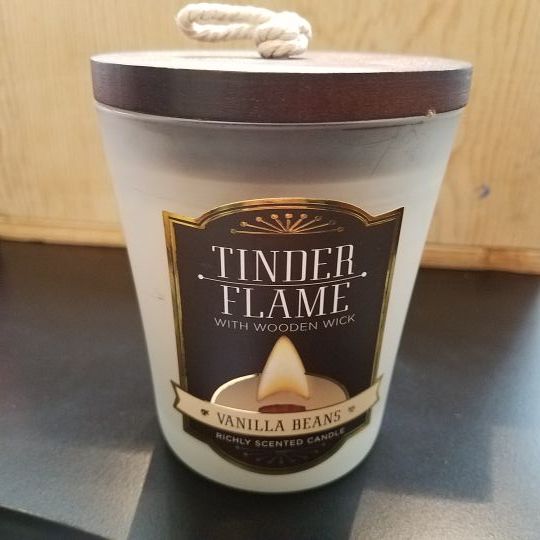 TINDER
FLAME
WITH WOODEN WICK
VANILLA BEANS
RICHLY SCENTED CANDLE